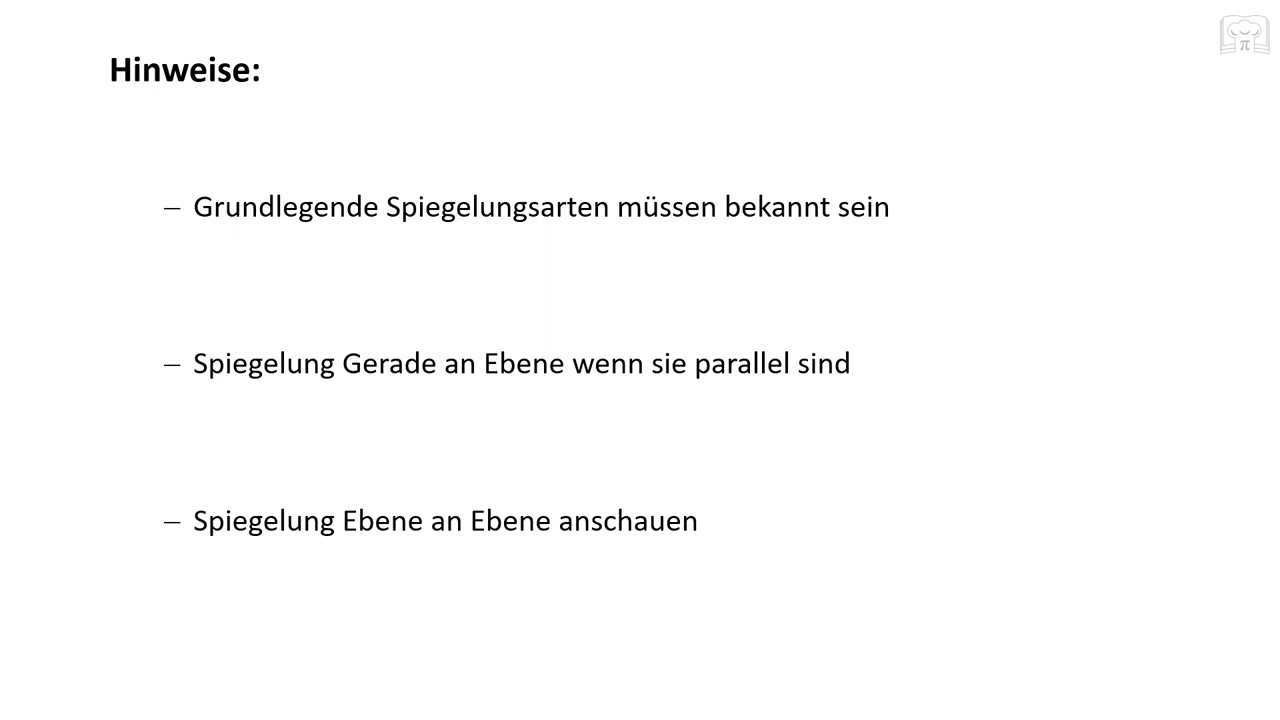 Hinweise:
– Grundlegende Spiegelungsarten müssen bekannt sein
– Spiegelung Gerade an Ebene wenn sie parallel sind
– Spiegelung Ebene an Ebene anschauen
π